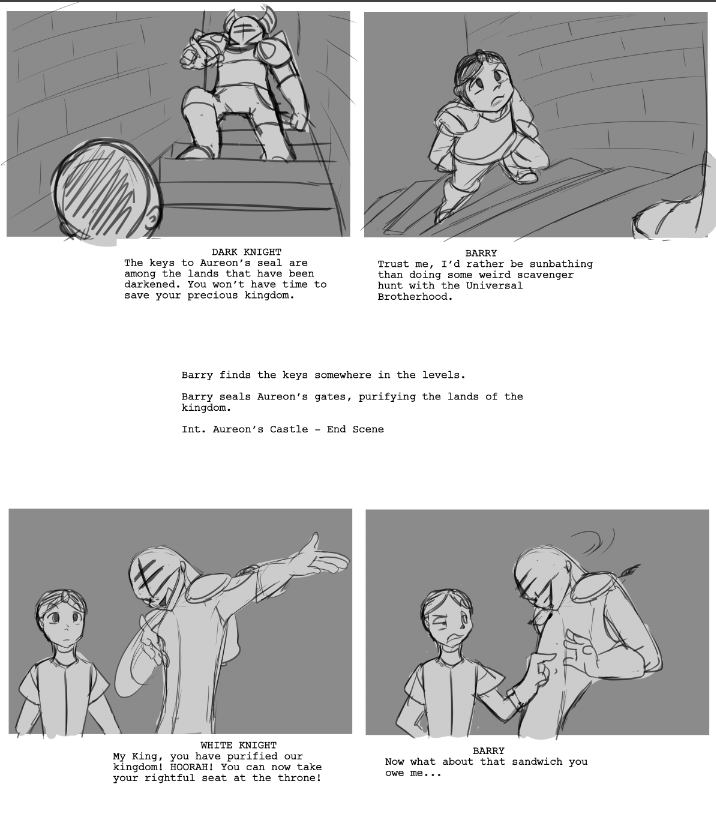 DARK KNIGHT
The keys to Aureon's seal are
among the lands that have been
darkened. You won't have time to
save your precious kingdom.
BARRY
Trust me, I'd rather be sunbathing
than doing some weird scavenger
hunt with the Universal
Brotherhood.
Barry finds the keys somewhere in the levels.
Barry seals Aureon's gates, purifying the lands of the
kingdom.
Int. Aureon's Castle – End Scene
WHITE KNIGHT
My King, you have purified our
kingdom! HOORAH! You can now take
your rightful seat at the throne!
BARRY
Now what about that sandwich you
owe me...